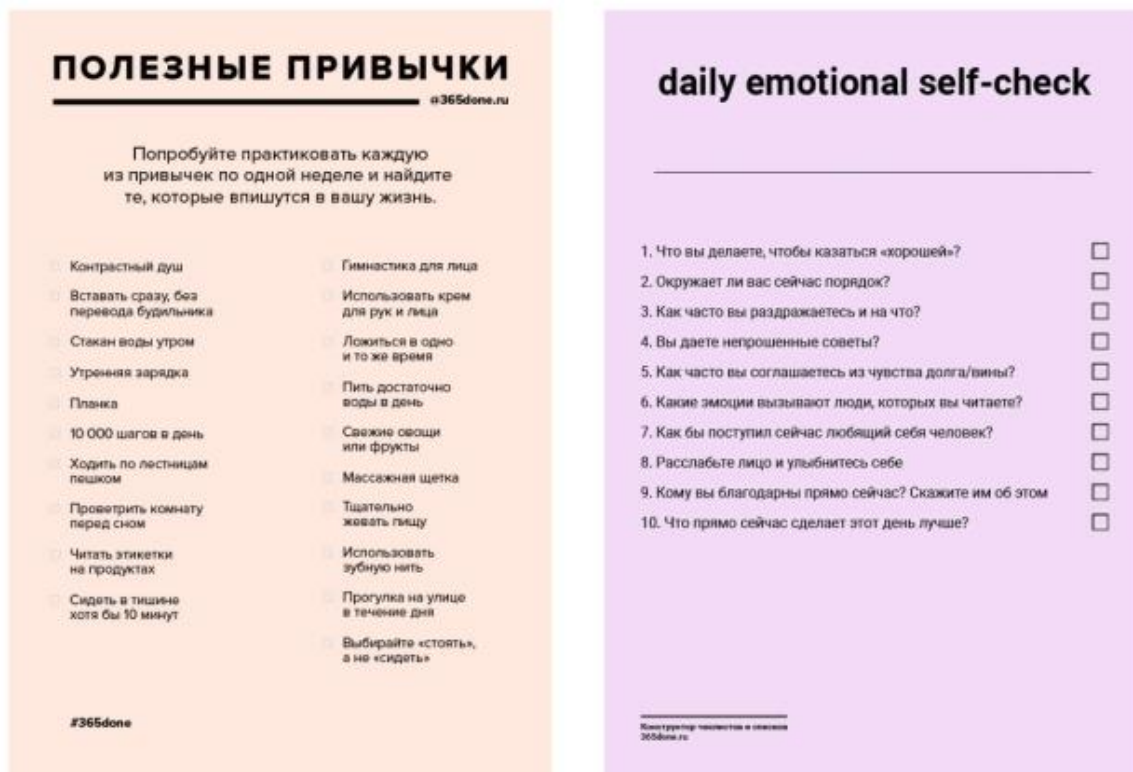 ПОЛЕЗНЫЕ ПРИВЫЧКИ
@365done.ru
Попробуйте практиковать каждую
из привычек по одной неделе и найдите
те, которые впишутся в вашу жизнь.
Контрастный душ
Вставать сразу, без
перевода будильника
Стакан воды утром
Утренняя зарядка
Планка
10 000 шагов в день
Ходить по лестницам
пешком
Проветрить комнату
перед сном
Читать этикетки
на продуктах
Сидеть в тишине
хотя бы 10 минут
Гимнастика для лица
Использовать крем
для рук и лица
Ложиться в одно
и то же время
Пить достаточно
воды в день
Свежие овощи
или фрукты
Массажная щетка
Тщательно
жевать пищу
Использовать
зубную нить
Прогулка на улице
в течение дня
Выбирайте «стоять»,
а не «сидеть»
#365done
daily emotional self-check
1. Что вы делаете, чтобы казаться «хорошей»?
2. Окружает ли вас сейчас порядок?
3. Как часто вы раздражаетесь и на что?
4. Вы даете непрошенные советы?
5. Как часто вы соглашаетесь из чувства долга/вины?
6. Какие эмоции вызывают люди, которых вы читаете?
7. Как бы поступил сейчас любящий себя человек?
8. Расслабьте лицо и улыбнитесь себе
9. Кому вы благодарны прямо сейчас? Скажите им об этом
10. Что прямо сейчас сделает этот день лучше?
Конструктор чеклистов и списков
365done.ru